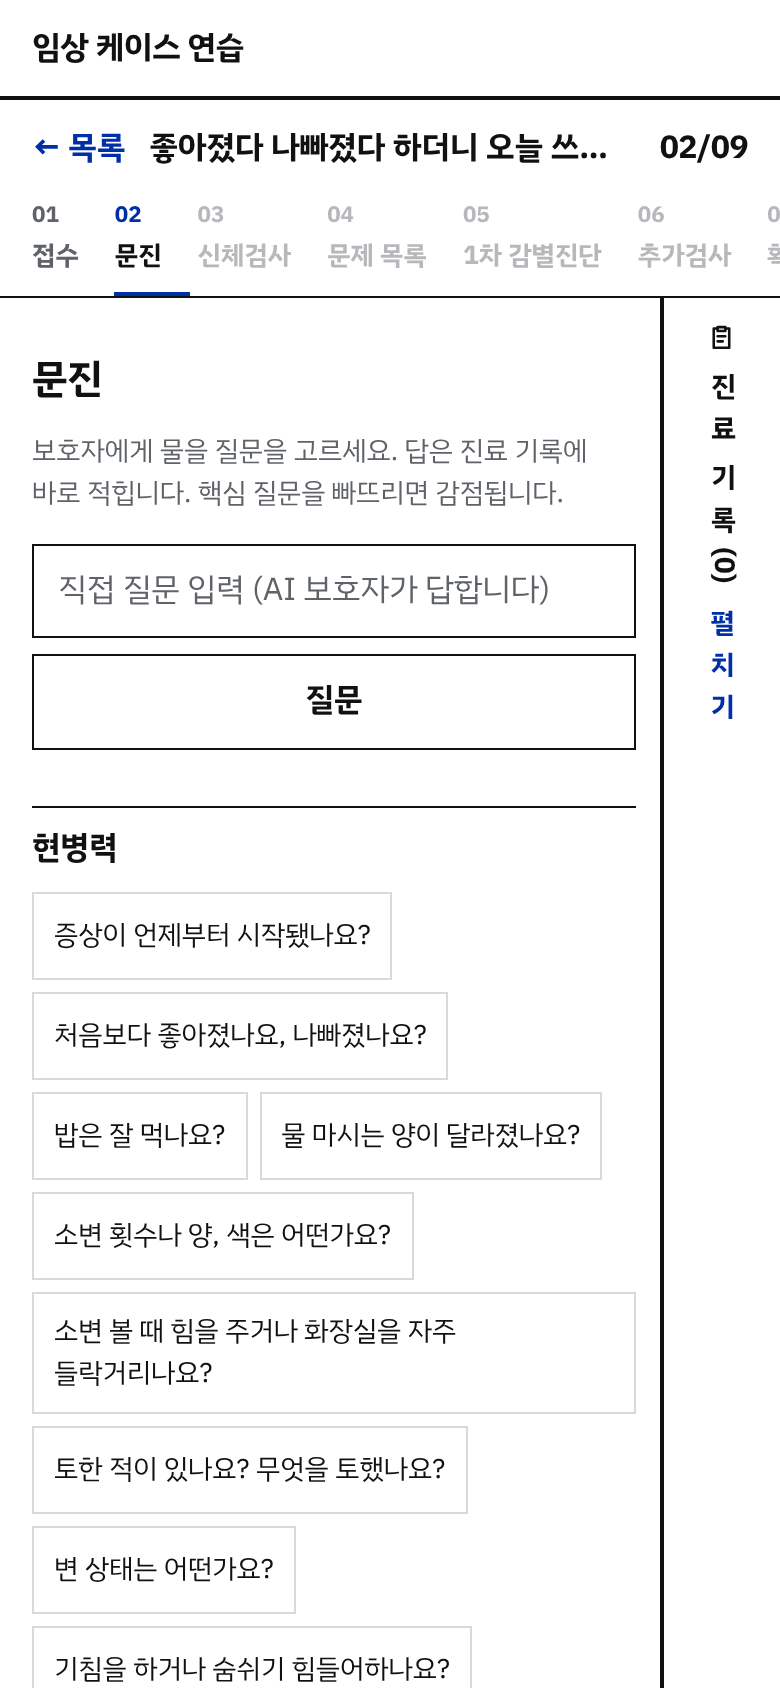 임상 케이스 연습
← 목록 좋아졌다 나빠졌다 하더니 오늘 쓰... 02/09
01 02 03 04 05 06
접수 문진 신체검사 문제 목록 1차 감별진단 추가검사
문진
보호자에게 물을 질문을 고르세요. 답은 진료 기록에
바로 적힙니다. 핵심 질문을 빠뜨리면 감점됩니다.
직접 질문 입력 (AI 보호자가 답합니다)
질문
현병력
증상이 언제부터 시작됐나요?
처음보다 좋아졌나요, 나빠졌나요?
밥은 잘 먹나요? 물 마시는 양이 달라졌나요?
소변 횟수나 양, 색은 어떤가요?
소변 볼 때 힘을 주거나 화장실을 자주
들락거리나요?
토한 적이 있나요? 무엇을 토했나요?
변 상태는 어떤가요?
기침을 하거나 숨쉬기 힘들어하나요?
진료 기록 (0) 펼치기